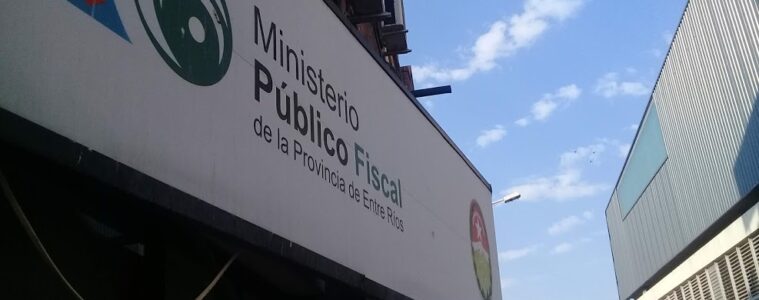 Ministerio
Público Fiscal
de la Provincia de Entre Ríos